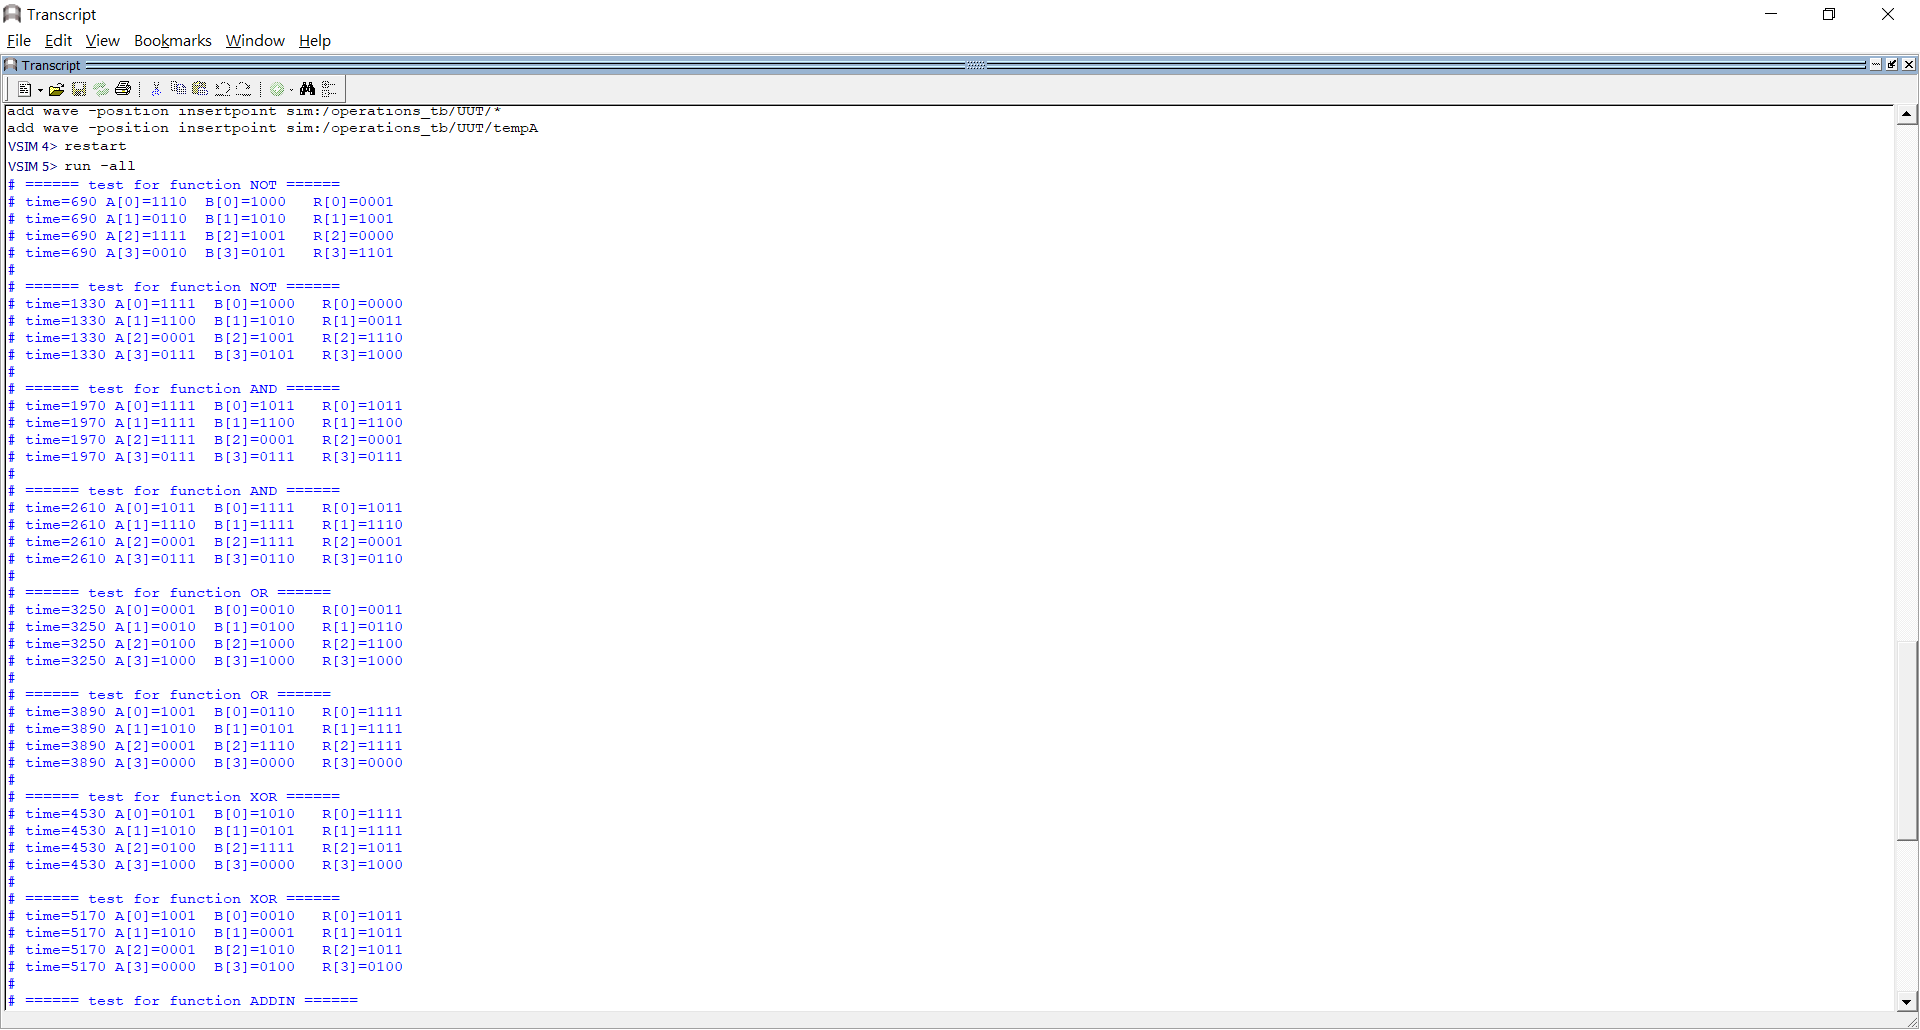 Transcript
File Edit View Bookmarks Window Help
Transcript
add wave -position insertpoint sim:/operations_tb/UUT/*
add wave -position insertpoint sim:/operations_tb/UUT/tempA
VSIM 4> restart
VSIM 5> run -all
# ====== test for function NOT ======
# time=690 A[0]=1110  B[0]=1000   R[0]=0001
# time=690 A[1]=0110  B[1]=1010   R[1]=1001
# time=690 A[2]=1111  B[2]=1001   R[2]=0000
# time=690 A[3]=0010  B[3]=0101   R[3]=1101
#
# ====== test for function NOT ======
# time=1330 A[0]=1111  B[0]=1000   R[0]=0000
# time=1330 A[1]=1100  B[1]=1010   R[1]=0011
# time=1330 A[2]=0001  B[2]=1001   R[2]=1110
# time=1330 A[3]=0111  B[3]=0101   R[3]=1000
#
# ====== test for function AND ======
# time=1970 A[0]=1111  B[0]=1011   R[0]=1011
# time=1970 A[1]=1111  B[1]=1100   R[1]=1100
# time=1970 A[2]=1111  B[2]=0001   R[2]=0001
# time=1970 A[3]=0111  B[3]=0111   R[3]=0111
#
# ====== test for function AND ======
# time=2610 A[0]=1011  B[0]=1111   R[0]=1011
# time=2610 A[1]=1110  B[1]=1111   R[1]=1110
# time=2610 A[2]=0001  B[2]=1111   R[2]=0001
# time=2610 A[3]=0111  B[3]=0110   R[3]=0110
#
# ====== test for function OR ======
# time=3250 A[0]=0001  B[0]=0010   R[0]=0011
# time=3250 A[1]=0010  B[1]=0100   R[1]=0110
# time=3250 A[2]=0100  B[2]=1000   R[2]=1100
# time=3250 A[3]=1000  B[3]=1000   R[3]=1000
#
# ====== test for function OR ======
# time=3890 A[0]=1001  B[0]=0110   R[0]=1111
# time=3890 A[1]=1010  B[1]=0101   R[1]=1111
# time=3890 A[2]=0001  B[2]=1110   R[2]=1111
# time=3890 A[3]=0000  B[3]=0000   R[3]=0000
#
# ====== test for function XOR ======
# time=4530 A[0]=0101  B[0]=1010   R[0]=1111
# time=4530 A[1]=1010  B[1]=0101   R[1]=1111
# time=4530 A[2]=0100  B[2]=1111   R[2]=1011
# time=4530 A[3]=1000  B[3]=0000   R[3]=1000
#
# ====== test for function XOR ======
# time=5170 A[0]=1001  B[0]=0010   R[0]=1011
# time=5170 A[1]=1010  B[1]=0001   R[1]=1011
# time=5170 A[2]=0001  B[2]=1010   R[2]=1011
# time=5170 A[3]=0000  B[3]=0100   R[3]=0100
#
# ====== test for function ADDIN ======